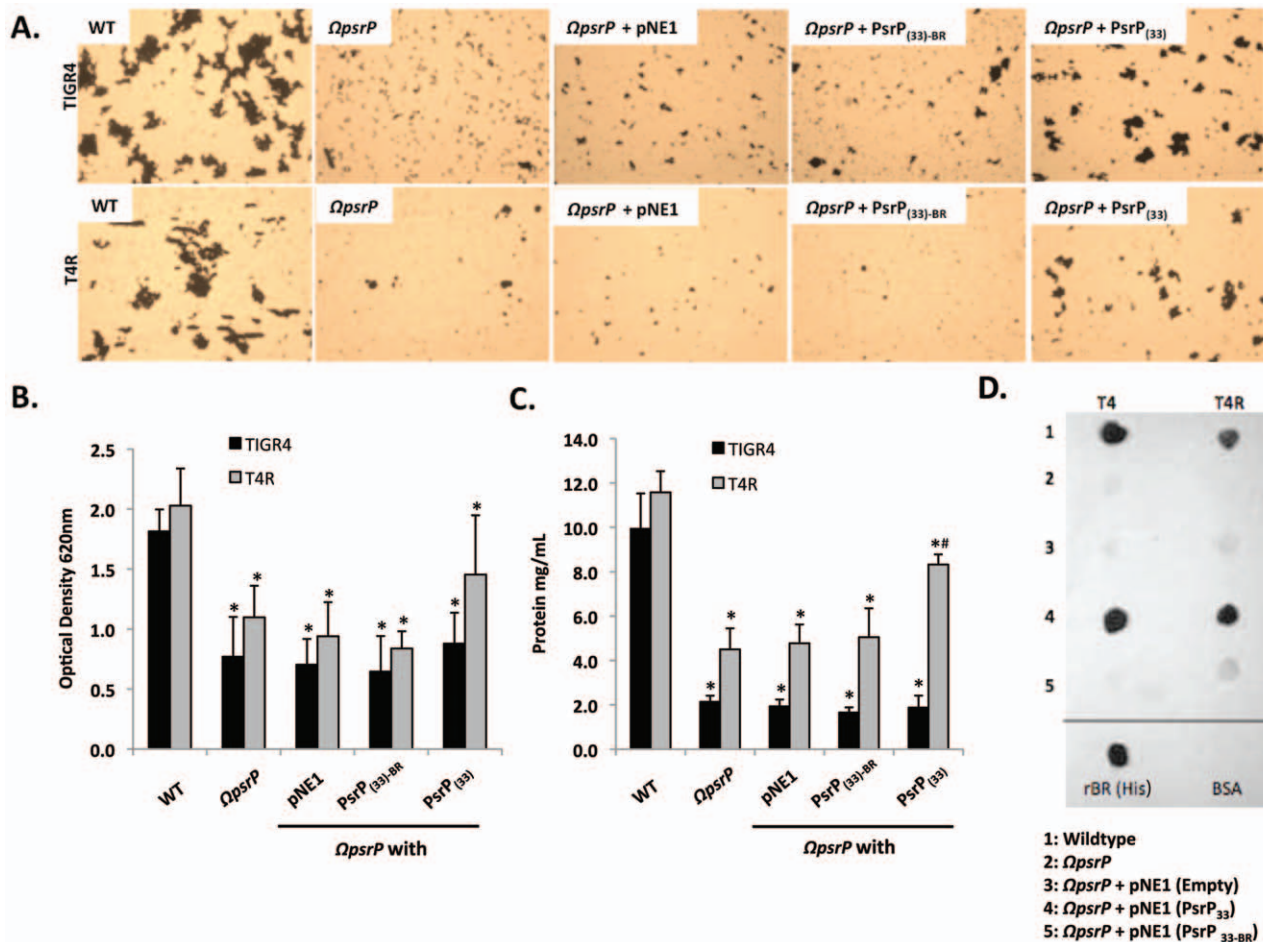 A.
WT
ΩpsrP
ΩpsrP + pNE1
ΩpsrP + PsrP(33)-BR
ΩpsrP + PsrP(33)
TIGR4
WT
ΩpsrP
ΩpsrP + pNE1
ΩpsrP + PsrP(33)-BR
ΩpsrP + PsrP(33)
T4R
B.
TIGR4
T4R
Optical Density 620nm
2.5
2.0
1.5
1.0
0.5
0.0
* * * * * * * *
WT
ΩpsrP
pNE1
PsrP (33)-BR
PsrP (33)
ΩpsrP with
C.
TIGR4
T4R
Protein mg/mL
14.0
12.0
10.0
8.0
6.0
4.0
2.0
0.0
* * * * * * * *#
WT
ΩpsrP
pNE1
PsrP (33)-BR
PsrP (33)
ΩpsrP with
D.
T4 T4R
1
2
3
4
5
rBR (His) BSA
1: Wildtype
2: ΩpsrP
3: ΩpsrP + pNE1 (Empty)
4: ΩpsrP + pNE1 (PsrP33)
5: ΩpsrP + pNE1 (PsrP 33-BR)